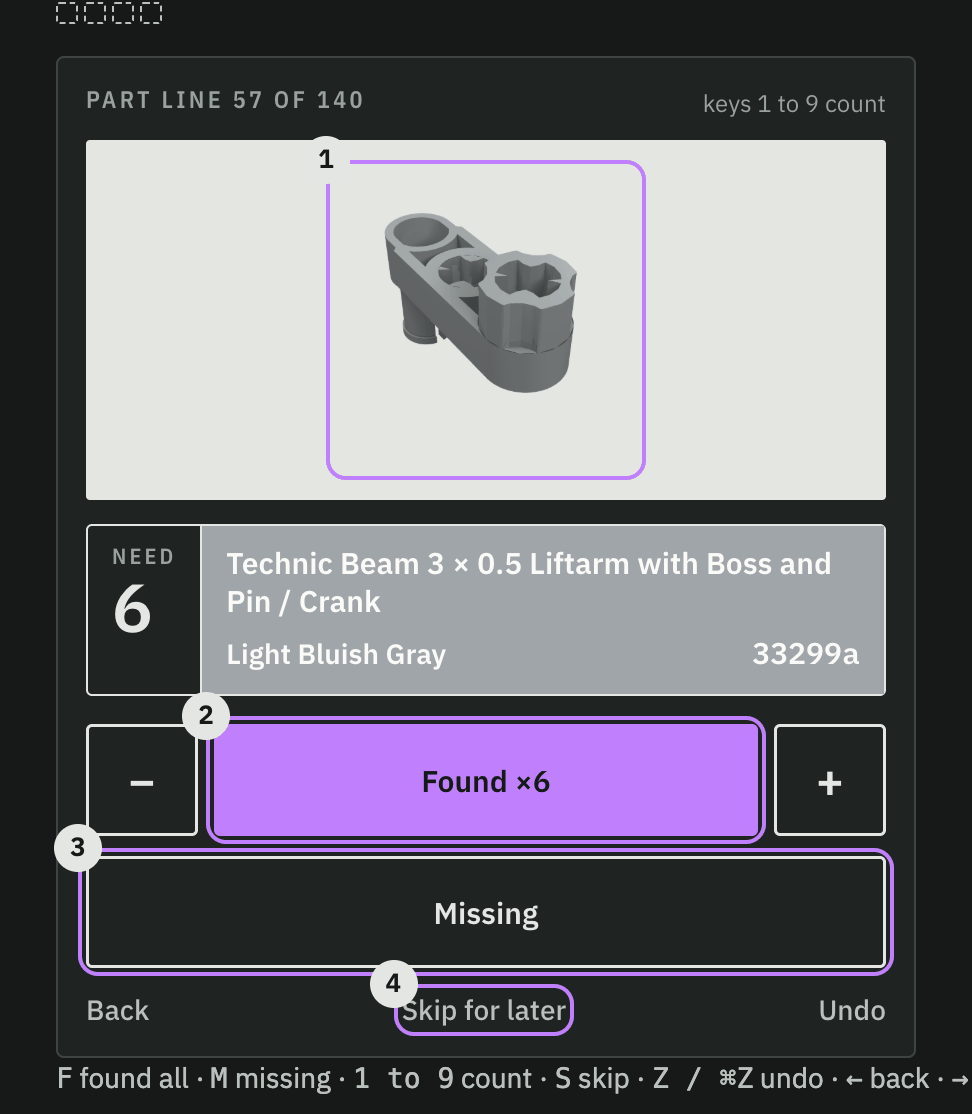 PART LINE 57 OF 140
keys 1 to 9 count
1
NEED
6
Technic Beam 3 × 0.5 Liftarm with Boss and
Pin / Crank
Light Bluish Gray
33299a
2
−
Found ×6
+
3
Missing
4
Back
Skip for later
Undo
F found all · M missing · 1 to 9 count · S skip · Z / ⌘Z undo · ← back · →